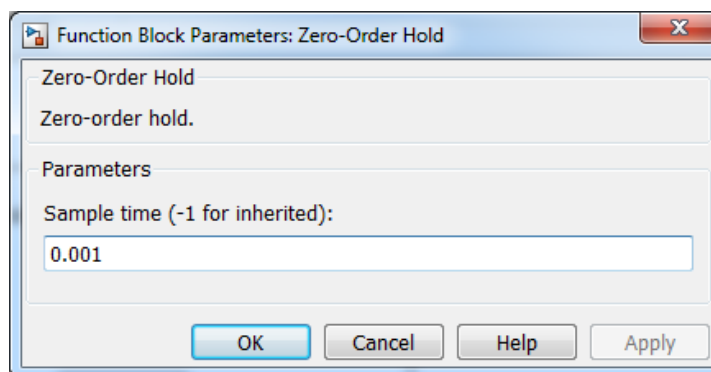 Function Block Parameters: Zero-Order Hold
Zero-Order Hold
Zero-order hold.
Parameters
Sample time (-1 for inherited):
0.001
OK Cancel Help Apply